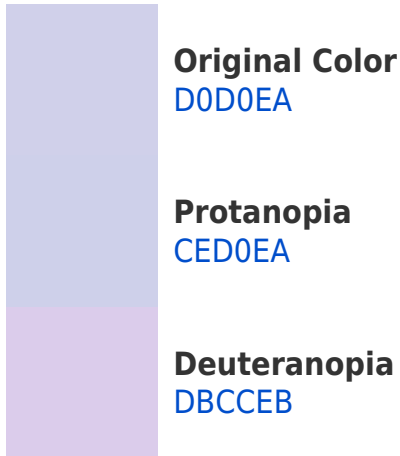 Original Color
D0D0EA
Protanopia
CED0EA
Deuteranopia
DBCCEB